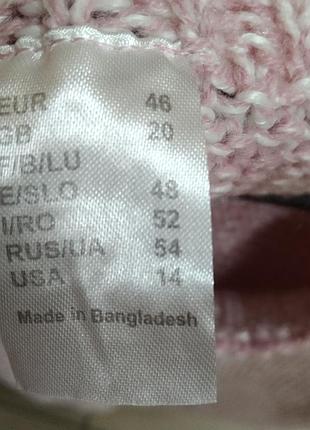 EUR 46
GB 20
F/B/LU
E/SLO 48
I/RO 52
RUS/UA 54
USA 14
Made in Bangladesh